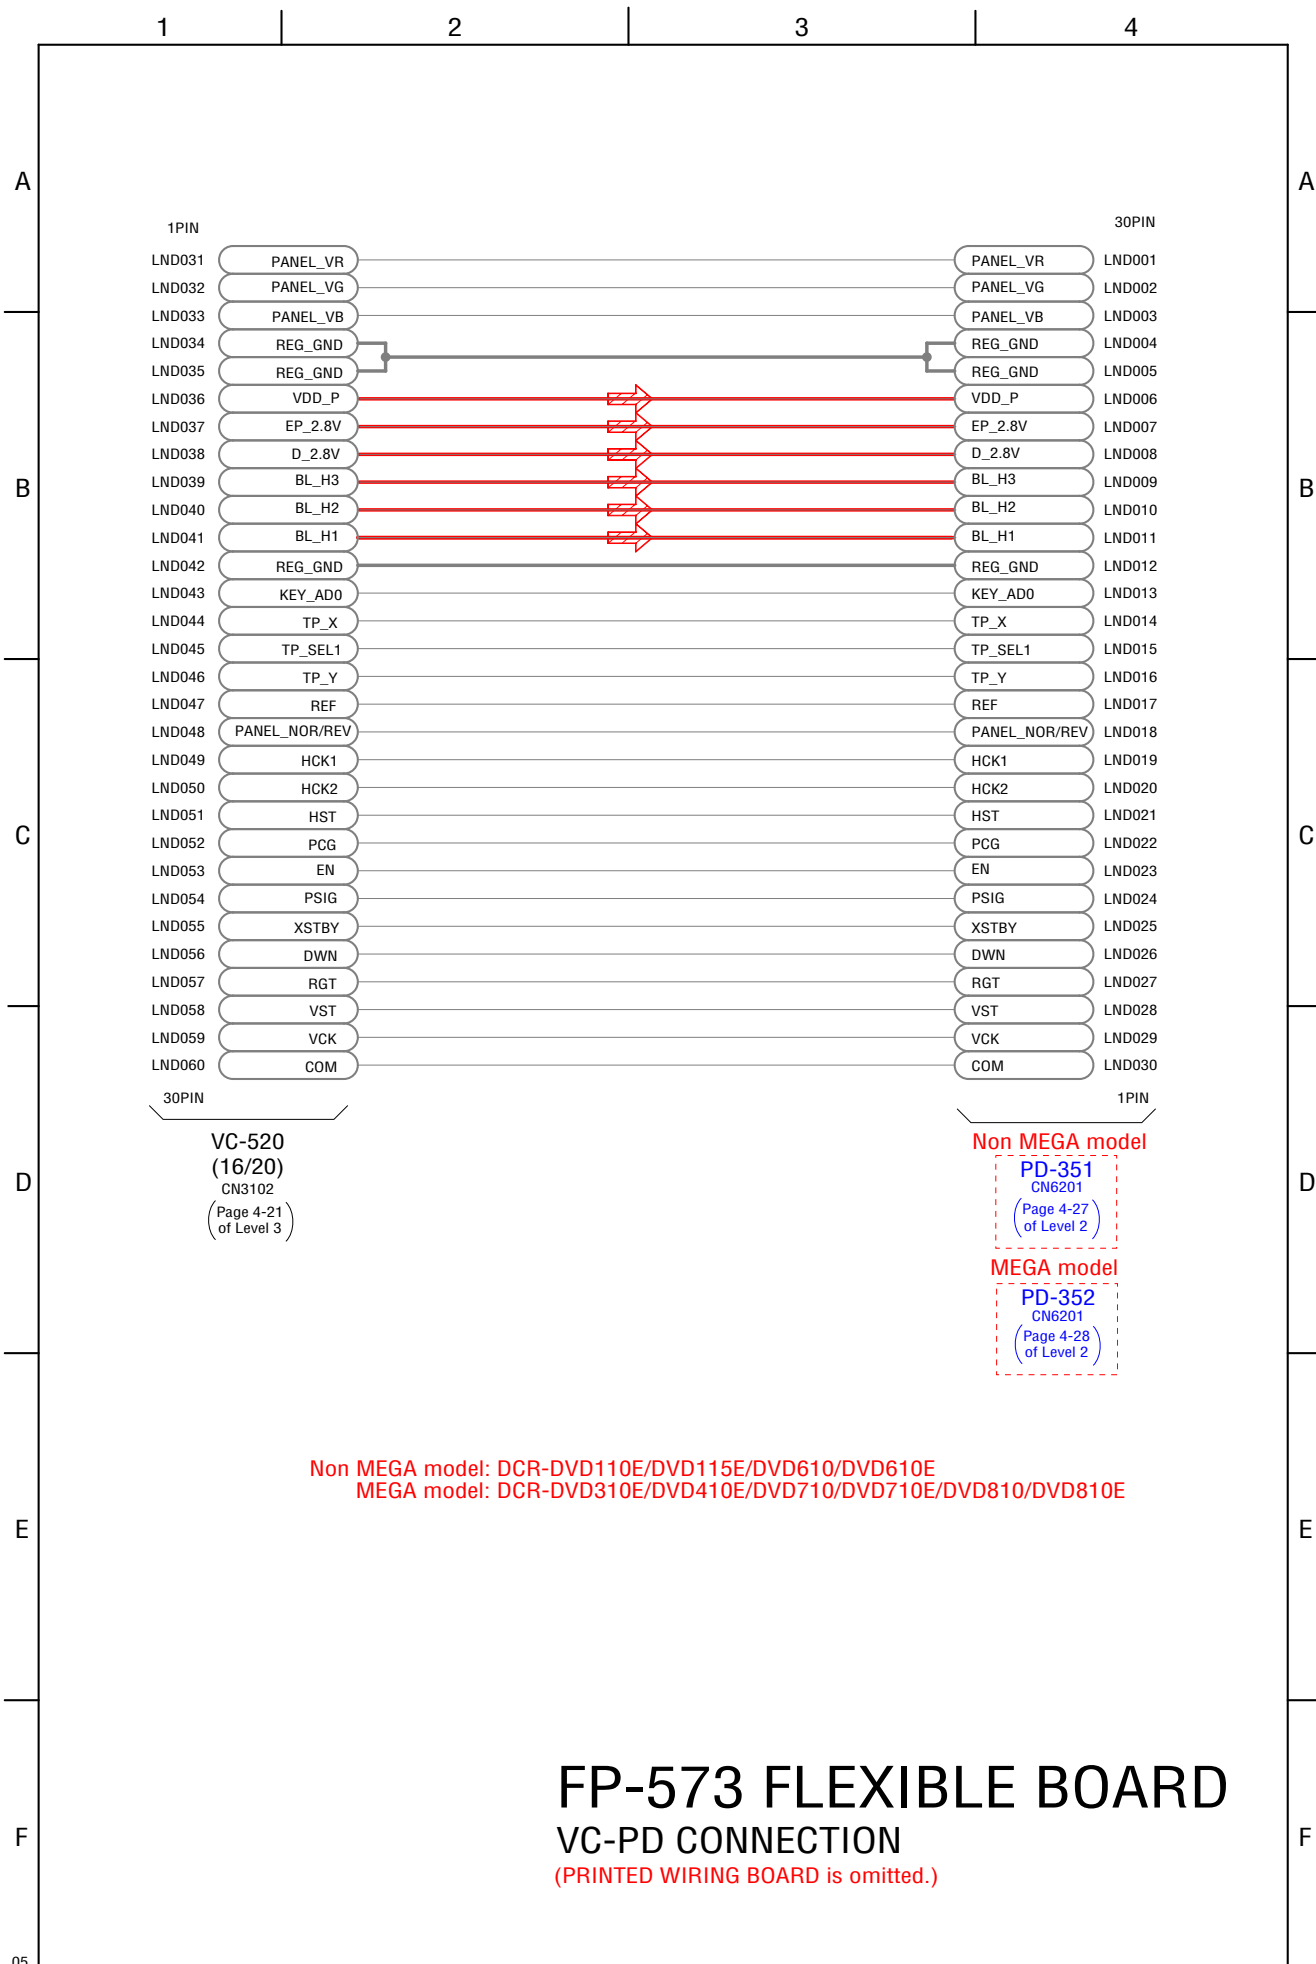 1 2 3 4
A A
1PIN 30PIN
LND031 PANEL_VR PANEL_VR LND001
LND032 PANEL_VG PANEL_VG LND002
LND033 PANEL_VB PANEL_VB LND003
LND034 REG_GND REG_GND LND004
LND035 REG_GND REG_GND LND005
LND036 VDD_P VDD_P LND006
LND037 EP_2.8V EP_2.8V LND007
LND038 D_2.8V D_2.8V LND008
LND039 BL_H3 BL_H3 LND009
B B
LND040 BL_H2 BL_H2 LND010
LND041 BL_H1 BL_H1 LND011
LND042 REG_GND REG_GND LND012
LND043 KEY_AD0 KEY_AD0 LND013
LND044 TP_X TP_X LND014
LND045 TP_SEL1 TP_SEL1 LND015
LND046 TP_Y TP_Y LND016
LND047 REF REF LND017
LND048 PANEL_NOR/REV PANEL_NOR/REV LND018
LND049 HCK1 HCK1 LND019
LND050 HCK2 HCK2 LND020
LND051 HST HST LND021
C C
LND052 PCG PCG LND022
LND053 EN EN LND023
LND054 PSIG PSIG LND024
LND055 XSTBY XSTBY LND025
LND056 DWN DWN LND026
LND057 RGT RGT LND027
LND058 VST VST LND028
LND059 VCK VCK LND029
LND060 COM COM LND030
30PIN 1PIN
VC-520
(16/20)
CN3102
(Page 4-21
of Level 3)
Non MEGA model
PD-351
CN6201
(Page 4-27
of Level 2)
D D
MEGA model
PD-352
CN6201
(Page 4-28
of Level 2)
Non MEGA model: DCR-DVD110E/DVD115E/DVD610/DVD610E
MEGA model: DCR-DVD310E/DVD410E/DVD710/DVD710E/DVD810/DVD810E
E E
FP-573 FLEXIBLE BOARD
VC-PD CONNECTION
F F
(PRINTED WIRING BOARD is omitted.)
05